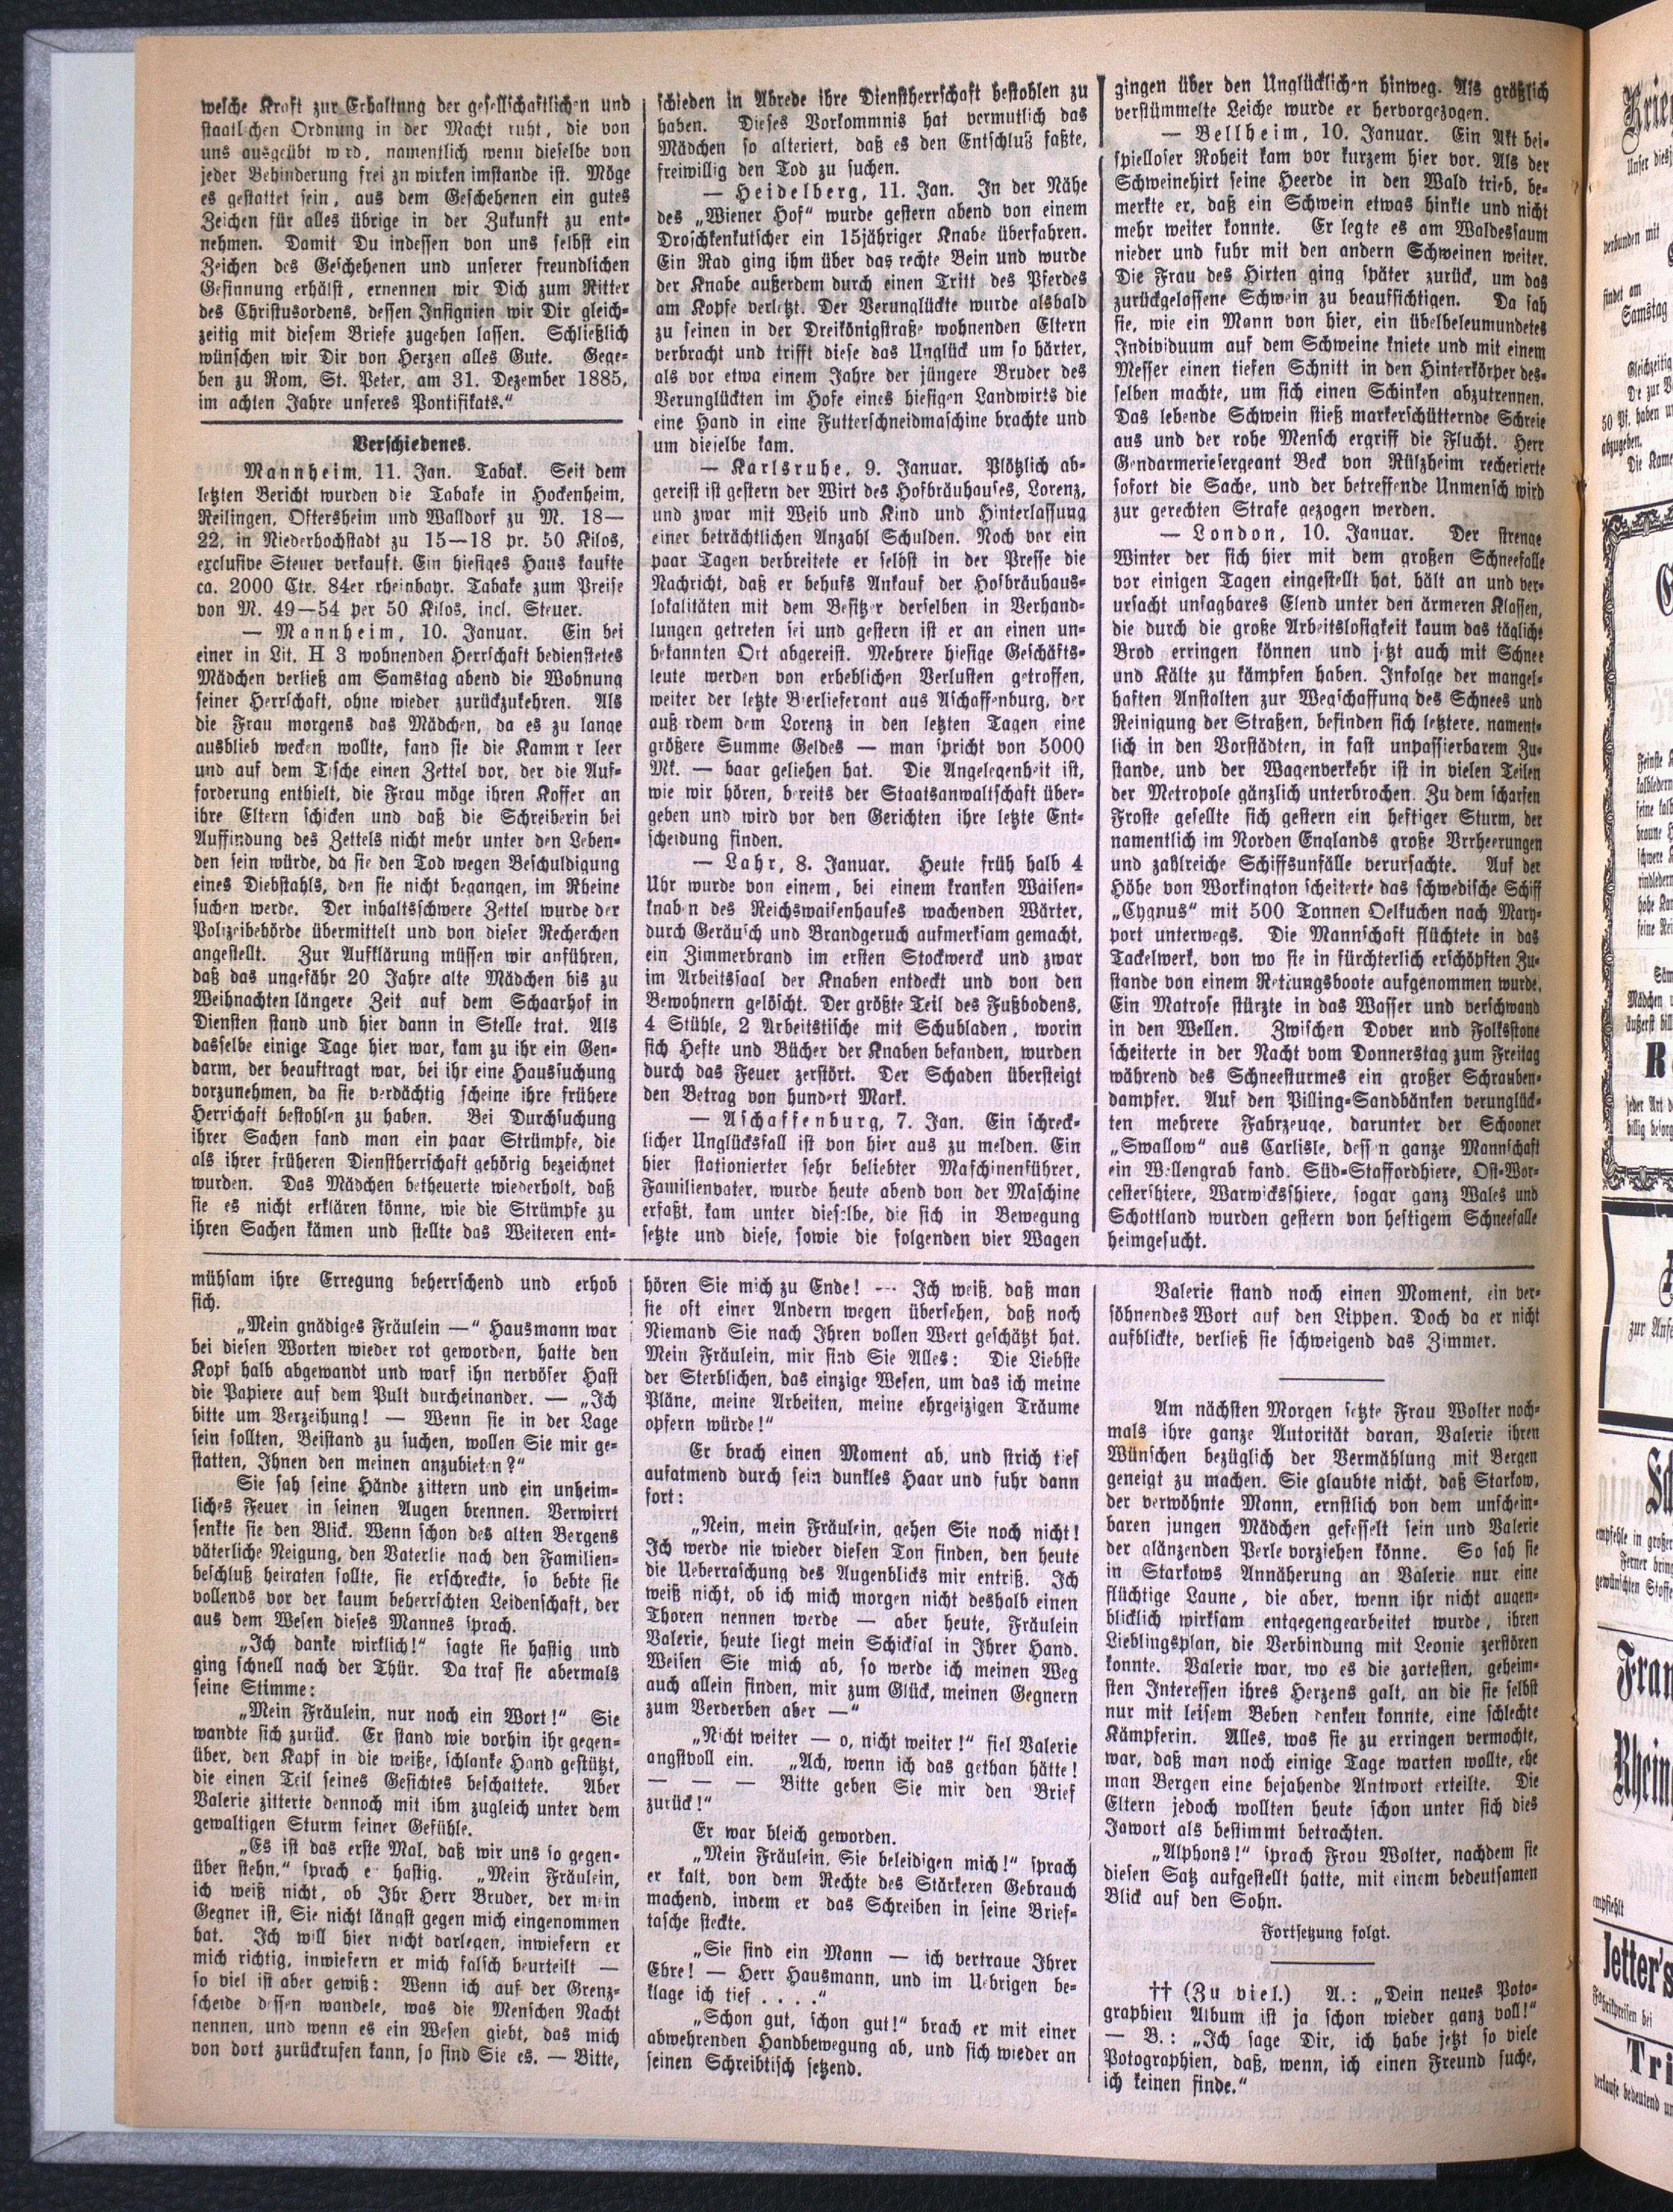 welche Kraft zur Erhaltung der gesellschaftlichen und
staatlichen Ordnung in der Macht ruht, die von
uns ausgeübt wird, namentlich wenn dieselbe von
jeder Behinderung frei zu wirken imstande ist. Möge
es gestattet sein, aus dem Geschehenen ein gutes
Zeichen für alles übrige in der Zukunft zu ent-
nehmen. Damit Du indessen von uns selbst ein
Zeichen des Geschehenen und unserer freundlichen
Gesinnung erhälst, ernennen wir Dich zum Ritter
des Christusordens, dessen Insignien wir Dir gleich-
zeitig mit diesem Briefe zugehen lassen. Schließlich
wünschen wir Dir von Herzen alles Gute. Gege-
ben zu Rom, St. Peter, am 31. Dezember 1885,
im achten Jahre unseres Pontifikats.“
Verschiedenes.
Mannheim, 11. Jan. Tabak. Seit dem
letzten Bericht wurden die Tabake in Hockenheim,
Reilingen, Oftersheim und Walldorf zu M. 18—
22, in Niederhochstadt zu 15—18 pr. 50 Kilos,
exclusive Steuer verkauft. Ein hiesiges Haus kaufte
ca. 2000 Ctr. 84er rheinbayr. Tabake zum Preise
von M. 49—54 per 50 Kilos, incl. Steuer.
— Mannheim, 10. Januar. Ein bei
einer in Lit. H 3 wohnenden Herrschaft bedienstetes
Mädchen verließ am Samstag abend die Wohnung
seiner Herrschaft, ohne wieder zurückzukehren. Als
die Frau morgens das Mädchen, da es zu lange
ausblieb wecken wollte, fand sie die Kamm r leer
und auf dem Tische einen Zettel vor, der die Auf-
forderung enthielt, die Frau möge ihren Koffer an
ihre Eltern schicken und daß die Schreiberin bei
Auffindung des Zettels nicht mehr unter den Leben-
den sein würde, da sie den Tod wegen Beschuldigung
eines Diebstahls, den sie nicht begangen, im Rheine
suchen werde. Der inhaltsschwere Zettel wurde der
Polizeibehörde übermittelt und von dieser Recherchen
angestellt. Zur Aufklärung müssen wir anführen,
daß das ungefähr 20 Jahre alte Mädchen bis zu
Weihnachten längere Zeit auf dem Schaarhof in
Diensten stand und hier dann in Stelle trat. Als
dasselbe einige Tage hier war, kam zu ihr ein Gen-
darm, der beauftragt war, bei ihr eine Haussuchung
vorzunehmen, da sie verdächtig scheine ihre frühere
Herrschaft bestohlen zu haben. Bei Durchsuchung
ihrer Sachen fand man ein paar Strümpfe, die
als ihrer früheren Dienstherrschaft gehörig bezeichnet
wurden. Das Mädchen betheuerte wiederholt, daß
sie es nicht erklären könne, wie die Strümpfe zu
ihren Sachen kämen und stellte das Weiteren ent-
schieden in Abrede ihre Dienstherrschaft bestohlen zu
haben. Dieses Vorkommnis hat vermutlich das
Mädchen so alteriert, daß es den Entschluß faßte,
freiwillig den Tod zu suchen.
— Heidelberg, 11. Jan. In der Nähe
des „Wiener Hof“ wurde gestern abend von einem
Droschkenkutscher ein 15jähriger Knabe überfahren.
Ein Rad ging ihm über das rechte Bein und wurde
der Knabe außerdem durch einen Tritt des Pferdes
am Kopfe verletzt. Der Verunglückte wurde alsbald
zu seinen in der Dreikönigstraße wohnenden Eltern
verbracht und trifft diese das Unglück um so härter,
als vor etwa einem Jahre der jüngere Bruder des
Verunglückten im Hofe eines hiesigen Landwirts die
eine Hand in eine Futterschneidmaschine brachte und
um dieselbe kam.
— Karlsruhe, 9. Januar. Plötzlich ab-
gereist ist gestern der Wirt des Hofbräuhauses, Lorenz,
und zwar mit Weib und Kind und Hinterlassung
einer beträchtlichen Anzahl Schulden. Noch vor ein
paar Tagen verbreitete er selbst in der Presse die
Nachricht, daß er behufs Ankauf der Hofbräuhaus-
lokalitäten mit dem Besitzer derselben in Verhand-
lungen getreten sei und gestern ist er an einen un-
bekannten Ort abgereist. Mehrere hiesige Geschäfts-
leute werden von erheblichen Verlusten getroffen,
weiter der letzte Bierlieferant aus Aschaffenburg, der
auß rdem dem Lorenz in den letzten Tagen eine
größere Summe Geldes — man spricht von 5000
Mk. — baar geliehen hat. Die Angelegenheit ist,
wie wir hören, bereits der Staatsanwaltschaft über-
geben und wird vor den Gerichten ihre letzte Ent-
scheidung finden.
— Lahr, 8. Januar. Heute früh halb 4
Uhr wurde von einem, bei einem kranken Waisen-
knaben des Reichswaisenhauses wachenden Wärter,
durch Geräusch und Brandgeruch aufmerksam gemacht,
ein Zimmerbrand im ersten Stockwerck und zwar
im Arbeitssaal der Knaben entdeckt und von den
Bewohnern gelöscht. Der größte Teil des Fußbodens,
4 Stühle, 2 Arbeitstische mit Schubladen, worin
sich Hefte und Bücher der Knaben befanden, wurden
durch das Feuer zerstört. Der Schaden übersteigt
den Betrag von hundert Mark.
— Aschaffenburg, 7. Jan. Ein schreck-
licher Unglücksfall ist von hier aus zu melden. Ein
hier stationierter sehr beliebter Maschinenführer,
Familienvater, wurde heute abend von der Maschine
erfaßt, kam unter dieselbe, die sich in Bewegung
setzte und diese, sowie die folgenden vier Wagen
gingen über den Unglücklichen hinweg. Als gräßlich
verstümmelte Leiche wurde er hervorgezogen.
— Bellheim, 10. Januar. Ein Akt bei-
spielloser Roheit kam vor kurzem hier vor. Als der
Schweinehirt seine Heerde in den Wald trieb, be-
merkte er, daß ein Schwein etwas hinkte und nicht
mehr weiter konnte. Er legte es am Waldessaum
nieder und fuhr mit den andern Schweinen weiter.
Die Frau des Hirten ging später zurück, um das
zurückgelassene Schwein zu beaufsichtigen. Da sah
sie, wie ein Mann von hier, ein übelbeleumundetes
Individuum auf dem Schweine kniete und mit einem
Messer einen tiefen Schnitt in den Hinterkörper des-
selben machte, um sich einen Schinken abzutrennen.
Das lebende Schwein stieß markerschütternde Schreie
aus und der rohe Mensch ergriff die Flucht. Herr
Gendarmeriesergeant Beck von Rülzheim recherierte
sofort die Sache, und der betreffende Unmensch wird
zur gerechten Strafe gezogen werden.
— London, 10. Januar. Der strenge
Winter der sich hier mit dem großen Schneefalle
vor einigen Tagen eingestellt hat, hält an und ver-
ursacht unsagbares Elend unter den ärmeren Klassen,
die durch die große Arbeitslosigkeit kaum das tägliche
Brod erringen können und jetzt auch mit Schnee
und Kälte zu kämpfen haben. Infolge der mangel-
haften Anstalten zur Wegschaffung des Schnees und
Reinigung der Straßen, befinden sich letztere, nament-
lich in den Vorstädten, in fast unpassierbarem Zu-
stande, und der Wagenverkehr ist in vielen Teilen
der Metropole gänzlich unterbrochen. Zu dem scharfen
Froste gesellte sich gestern ein heftiger Sturm, der
namentlich im Norden Englands große Vrrheerungen
und zahlreiche Schiffsunfälle verursachte. Auf der
Höhe von Workington scheiterte das schwedische Schiff
„Cygnus“ mit 500 Tonnen Oelkuchen nach Mary-
port unterwegs. Die Mannschaft flüchtete in das
Tackelwerk, von wo sie in fürchterlich erschöpften Zu-
stande von einem Rettungsboote aufgenommen wurde.
Ein Matrose stürzte in das Wasser und verschwand
in den Wellen. Zwischen Dover und Folksstone
scheiterte in der Nacht vom Donnerstag zum Freitag
während des Schneesturmes ein großer Schrauben-
dampfer. Auf den Pilling-Sandbänken verunglück-
ten mehrere Fahrzeuge, darunter der Schooner
„Swallow“ aus Carlisle, dess n ganze Mannschaft
ein Wellengrab fand. Süd-Staffordhiere, Ost-Wor-
cestershiere, Warwicksshiere, sogar ganz Wales und
Schottland wurden gestern von heftigem Schneefalle
heimgesucht.
mühsam ihre Erregung beherrschend und erhob
sich.
„Mein gnädiges Fräulein —“ Hausmann war
bei diesen Worten wieder rot geworden, hatte den
Kopf halb abgewandt und warf ihn nervöser Hast
die Papiere auf dem Pult durcheinander. — „Ich
bitte um Verzeihung! — Wenn sie in der Lage
sein sollten, Beistand zu suchen, wollen Sie mir ge-
statten, Ihnen den meinen anzubieten?“
Sie sah seine Hände zittern und ein unheim-
liches Feuer in seinen Augen brennen. Verwirrt
senkte sie den Blick. Wenn schon des alten Bergens
väterliche Neigung, den Vaterlie nach den Familien-
beschluß heiraten sollte, sie erschreckte, so bebte sie
vollends vor der kaum beherrschten Leidenschaft, der
aus dem Wesen dieses Mannes sprach.
„Ich danke wirklich!“ sagte sie hastig und
ging schnell nach der Thür. Da traf sie abermals
seine Stimme:
„Mein Fräulein, nur noch ein Wort!“ Sie
wandte sich zurück. Er stand wie vorhin ihr gegen-
über, den Kapf in die weiße, schlanke Hand gestützt,
die einen Teil seines Gesichtes beschattete. Aber
Valerie zitterte dennoch mit ihm zugleich unter dem
gewaltigen Sturm seiner Gefühle.
„Es ist das erste Mal, daß wir uns so gegen-
über stehn,“ sprach e hastig. „Mein Fräulein,
ich weiß nicht, ob Ihr Herr Bruder, der mein
Gegner ist, Sie nicht längst gegen mich eingenommen
hat. Ich will hier nicht darlegen, inwiefern er
mich richtig, inwiefern er mich falsch beurteilt —
so viel ist aber gewiß: Wenn ich auf der Grenz-
scheide dessen wandele, was die Menschen Nacht
nennen, und wenn es ein Wesen giebt, das mich
von dort zurückrufen kann, so sind Sie es. — Bitte,
hören Sie mich zu Ende! -- Ich weiß, daß man
sie oft einer Andern wegen übersehen, daß noch
Niemand Sie nach Ihren vollen Wert geschätzt hat.
Mein Fräulein, mir sind Sie Alles: Die Liebste
der Sterblichen, das einzige Wesen, um das ich meine
Pläne, meine Arbeiten, meine ehrgeizigen Träume
opfern würde!“
Er brach einen Moment ab, und strich tief
aufatmend durch sein dunkles Haar und fuhr dann
fort:
„Nein, mein Fräulein, gehen Sie noch nicht!
Ich werde nie wieder diesen Ton finden, den heute
die Ueberraschung des Augenblicks mir entriß. Ich
weiß nicht, ob ich mich morgen nicht deshalb einen
Thoren nennen werde — aber heute, Fräulein
Valerie, heute liegt mein Schicksal in Ihrer Hand.
Weisen Sie mich ab, so werde ich meinen Weg
auch allein finden, mir zum Glück, meinen Gegnern
zum Verderben aber —“
„Nicht weiter — o, nicht weiter!“ fiel Valerie
angstvoll ein. „Ach, wenn ich das gethan hätte!
— — — Bitte geben Sie mir den Brief
zurück!“
Er war bleich geworden.
„Mein Fräulein, Sie beleidigen mich!“ sprach
er kalt, von dem Rechte des Stärkeren Gebrauch
machend, indem er das Schreiben in seine Brief-
tasche steckte.
„Sie sind ein Mann — ich vertraue Ihrer
Ehre! — Herr Hausmann, und im Uebrigen be-
klage ich tief . . . .“
„Schon gut, schon gut!“ brach er mit einer
abwehrenden Handbewegung ab, und sich wieder an
seinen Schreibtisch setzend.
Valerie stand noch einen Moment, ein ver-
söhnendes Wort auf den Lippen. Doch da er nicht
aufblickte, verließ sie schweigend das Zimmer.
Am nächsten Morgen setzte Frau Wolter noch-
mals ihre ganze Autorität daran, Valerie ihren
Wünschen bezüglich der Vermählung mit Bergen
geneigt zu machen. Sie glaubte nicht, daß Starkow,
der verwöhnte Mann, ernstlich von dem unschein-
baren jungen Mädchen gefesselt sein und Valerie
der glänzenden Perle vorziehen könne. So sah sie
in Starkows Annäherung an Valerie nur eine
flüchtige Laune, die aber, wenn ihr nicht augen-
blicklich wirksam entgegengearbeitet wurde, ihren
Lieblingsplan, die Verbindung mit Leonie zerstören
konnte. Valerie war, wo es die zartesten, geheim-
sten Interessen ihres Herzens galt, an die sie selbst
nur mit leisem Beben denken konnte, eine schlechte
Kämpferin. Alles, was sie zu erringen vermochte,
war, daß man noch einige Tage warten wollte, ehe
man Bergen eine bejahende Antwort erteilte. Die
Eltern jedoch wollten heute schon unter sich dies
Jawort als bestimmt betrachten.
„Alphons!“ sprach Frau Wolter, nachdem sie
diesen Satz aufgestellt hatte, mit einem bedeutsamen
Blick auf den Sohn.
Fortsetzung folgt.
†† (Zu viel.) A.: „Dein neues Poto-
graphien Album ist ja schon wieder ganz voll!“
— B.: „Ich sage Dir, ich habe jetzt so viele
Potographien, daß, wenn, ich einen Freund suche,
ich keinen finde.“
Unser
verbunden mit
findet am
Samstag
Gleichzeitig
50 Pf. haben
abzugeben.
Die Kame
Feinste
braune
schwere
hohe
feine
Mädchen
äußerst
R
jeder Art
billig
zur
empfehle in großer
Ferner
gewünschten Stoffe
Fran
Rhein
empfiehlt
Jetter's
Tri
verkaufe bedeutend